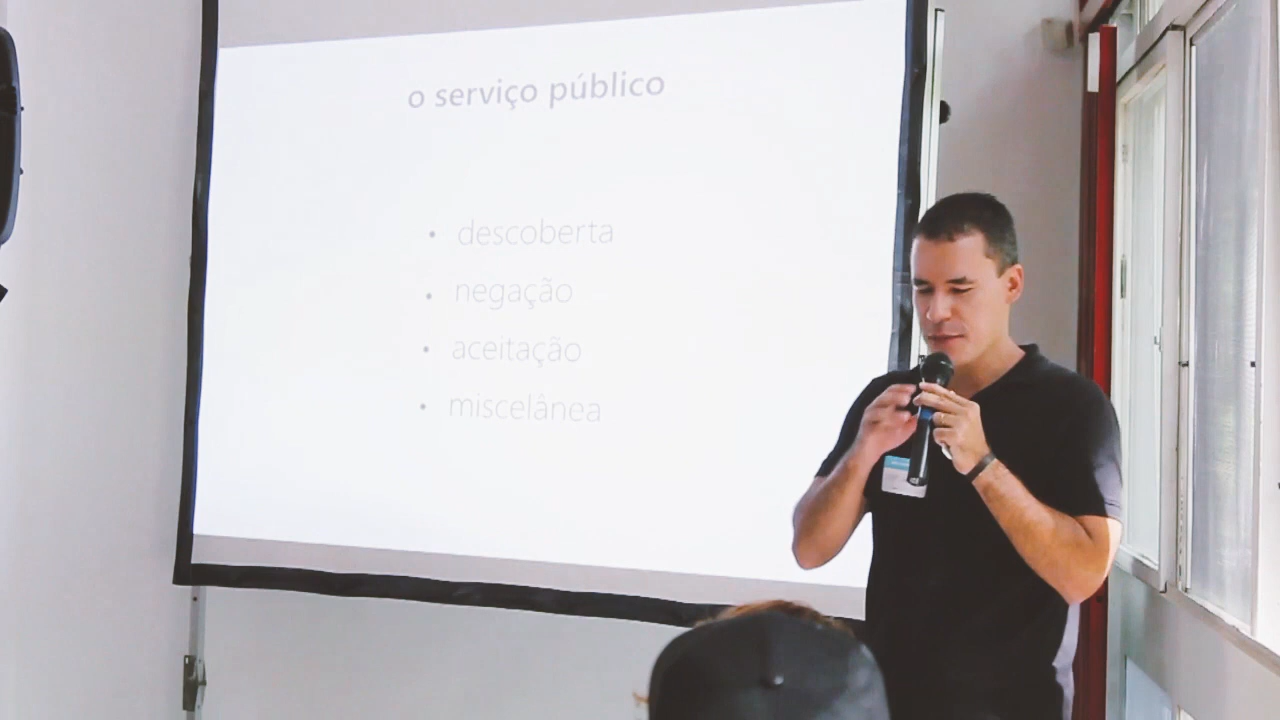 o serviço público
• descoberta
• negação
• aceitação
• miscelânea